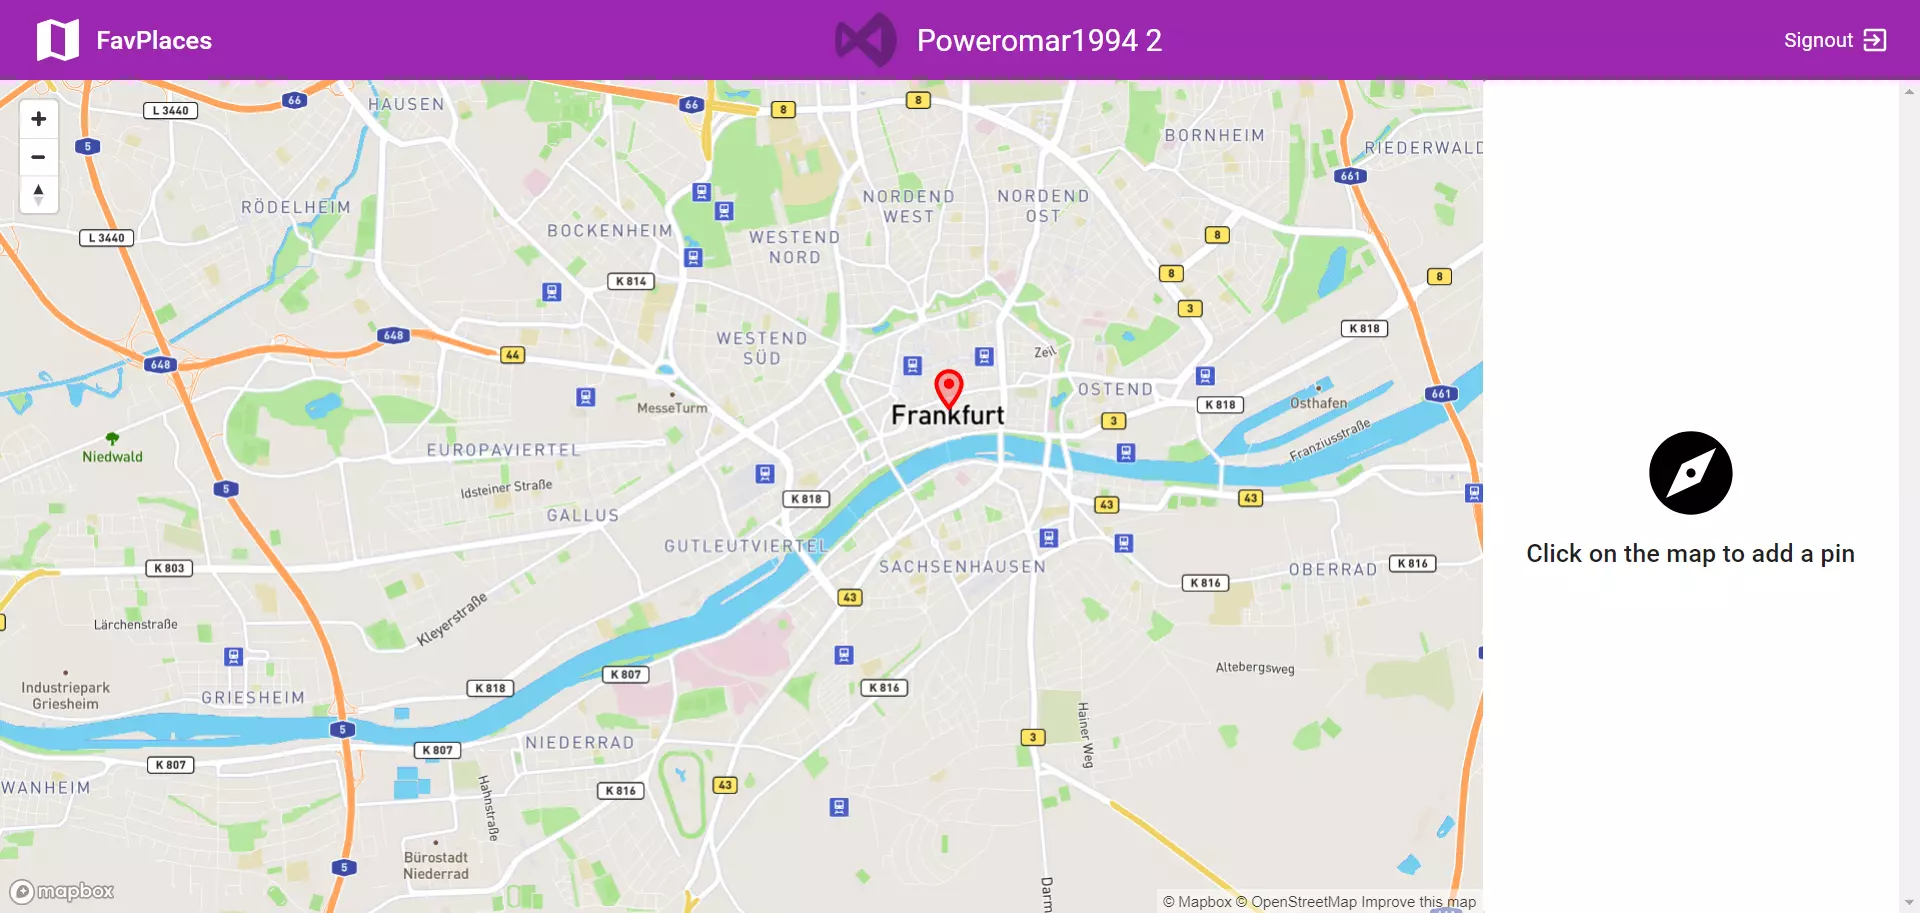 FavPlaces
Poweromar1994 2
Signout
66
L 3440
HAUSEN
66
8
8
BORNHEIM
RIEDERWALD
5
661
RÖDELHEIM
NORDEND
WEST
NORDEND
OST
L 3440
BOCKENHEIM
WESTEND
NORD
8
8
8
K 814
3
K 818
648
WESTEND
SÜD
648
44
Zeil
OSTEND
661
MesseTurm
K 818
Osthafen
Frankfurt
3
Franziusstraße
Niedwald
EUROPAVIERTEL
5
Idsteiner Straße
K 818
43
43
GALLUS
GUTLEUTVIERTEL
SACHSENHAUSEN
Click on the map to add a pin
K 803
OBERRAD
K 816
K 816
43
Kleyerstraße
Lärchenstraße
Altebergsweg
Industriepark
Griesheim
GRIESHEIM
K 818
K 807
K 816
5
Hainer Weg
3
K 807
NIEDERRAD
K 807
WANHEIM
K 816
43
Hahnstraße
Bürostadt
Niederrad
5
Darm
mapbox
© Mapbox © OpenStreetMap Improve this map